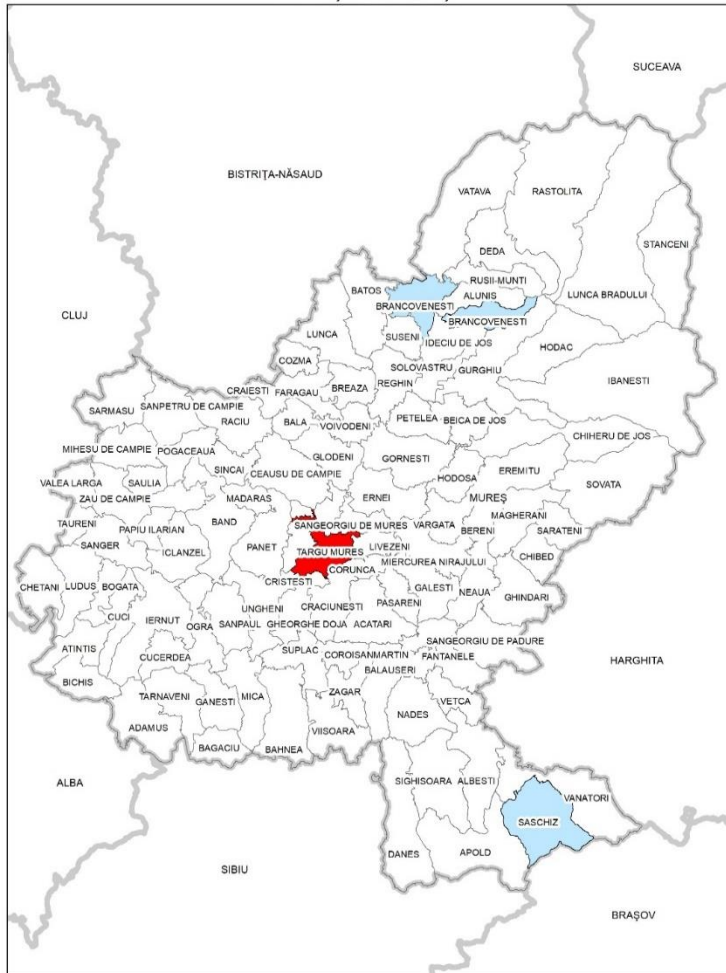 SUCEAVA
BISTRIŢA-NĂSAUD
VATAVA
RASTOLITA
STANCENI
DEDA
RUSII-MUNTI
BATOS
ALUNIS
LUNCA BRADULUI
BRANCOVENESTI
CLUJ
BRANCOVENESTI
LUNCA
SUSENI
IDECIU DE JOS
HODAC
COZMA
SOLOVASTRU
GURGHIU
IBANESTI
CRAIESTI
FARAGAU
BREAZA
REGHIN
SARMASU
SANPETRU DE CAMPIE
RACIU
BALA
VOIVODENI
PETELEA
BEICA DE JOS
CHIHERU DE JOS
MIHESU DE CAMPIE
POGACEAUA
GLODENI
GORNESTI
SINCAI
CEAUSU DE CAMPIE
EREMITU
VALEA LARGA
SAULIA
HODOSA
SOVATA
ZAU DE CAMPIE
MADARAS
ERNEI
MUREŞ
MAGHERANI
TAURENI
PAPIU ILARIAN
BAND
SANGEORGIU DE MURES
VARGATA
BERENI
SARATENI
SANGER
ICLANZEL
PANET
TARGU MURES
LIVEZENI
CHIBED
MIERCUREA NIRAJULUI
CORUNCA
CHETANI
LUDUS
BOGATA
CRISTESTI
GALESTI
NEAUA
GHINDARI
CUCI
UNGHENI
CRACIUNESTI
PASARENI
IERNUT
OGRA
SANPAUL
GHEORGHE DOJA
ACATARI
SANGEORGIU DE PADURE
ATINTIS
CUCERDEA
SUPLAC
COROISANMARTIN
FANTANELE
HARGHITA
BALAUSERI
BICHIS
TARNAVENI
GANESTI
MICA
ZAGAR
VETCA
NADES
ADAMUS
VIISOARA
BAGACIU
BAHNEA
ALBA
SIGHISOARA
ALBESTI
VANATORI
SASCHIZ
DANES
APOLD
SIBIU
BRAŞOV